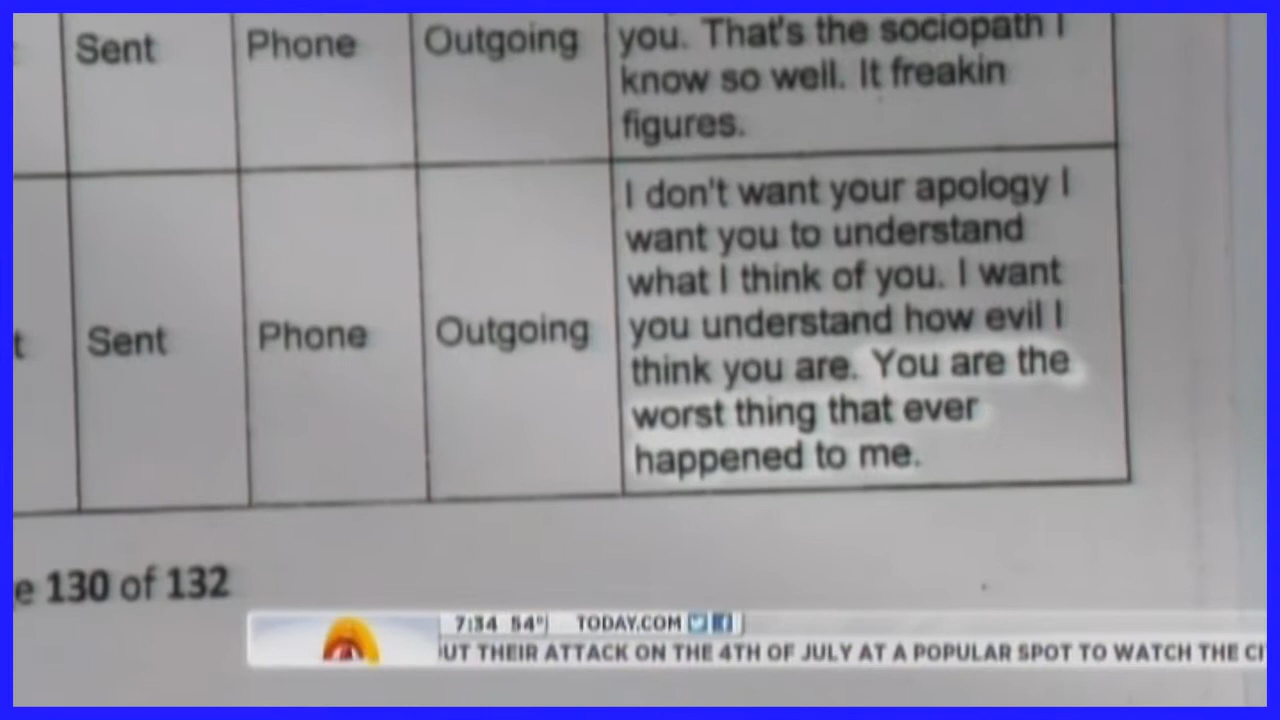 Sent Phone Outgoing you. That's the sociopath I
know so well. It freakin
figures.
I don't want your apology I
want you to understand
what I think of you. I want
Sent Phone Outgoing you understand how evil I
think you are. You are the
worst thing that ever
happened to me.
e 130 of 132
7:34 54° TODAY.COM
UT THEIR ATTACK ON THE 4TH OF JULY AT A POPULAR SPOT TO WATCH THE CI